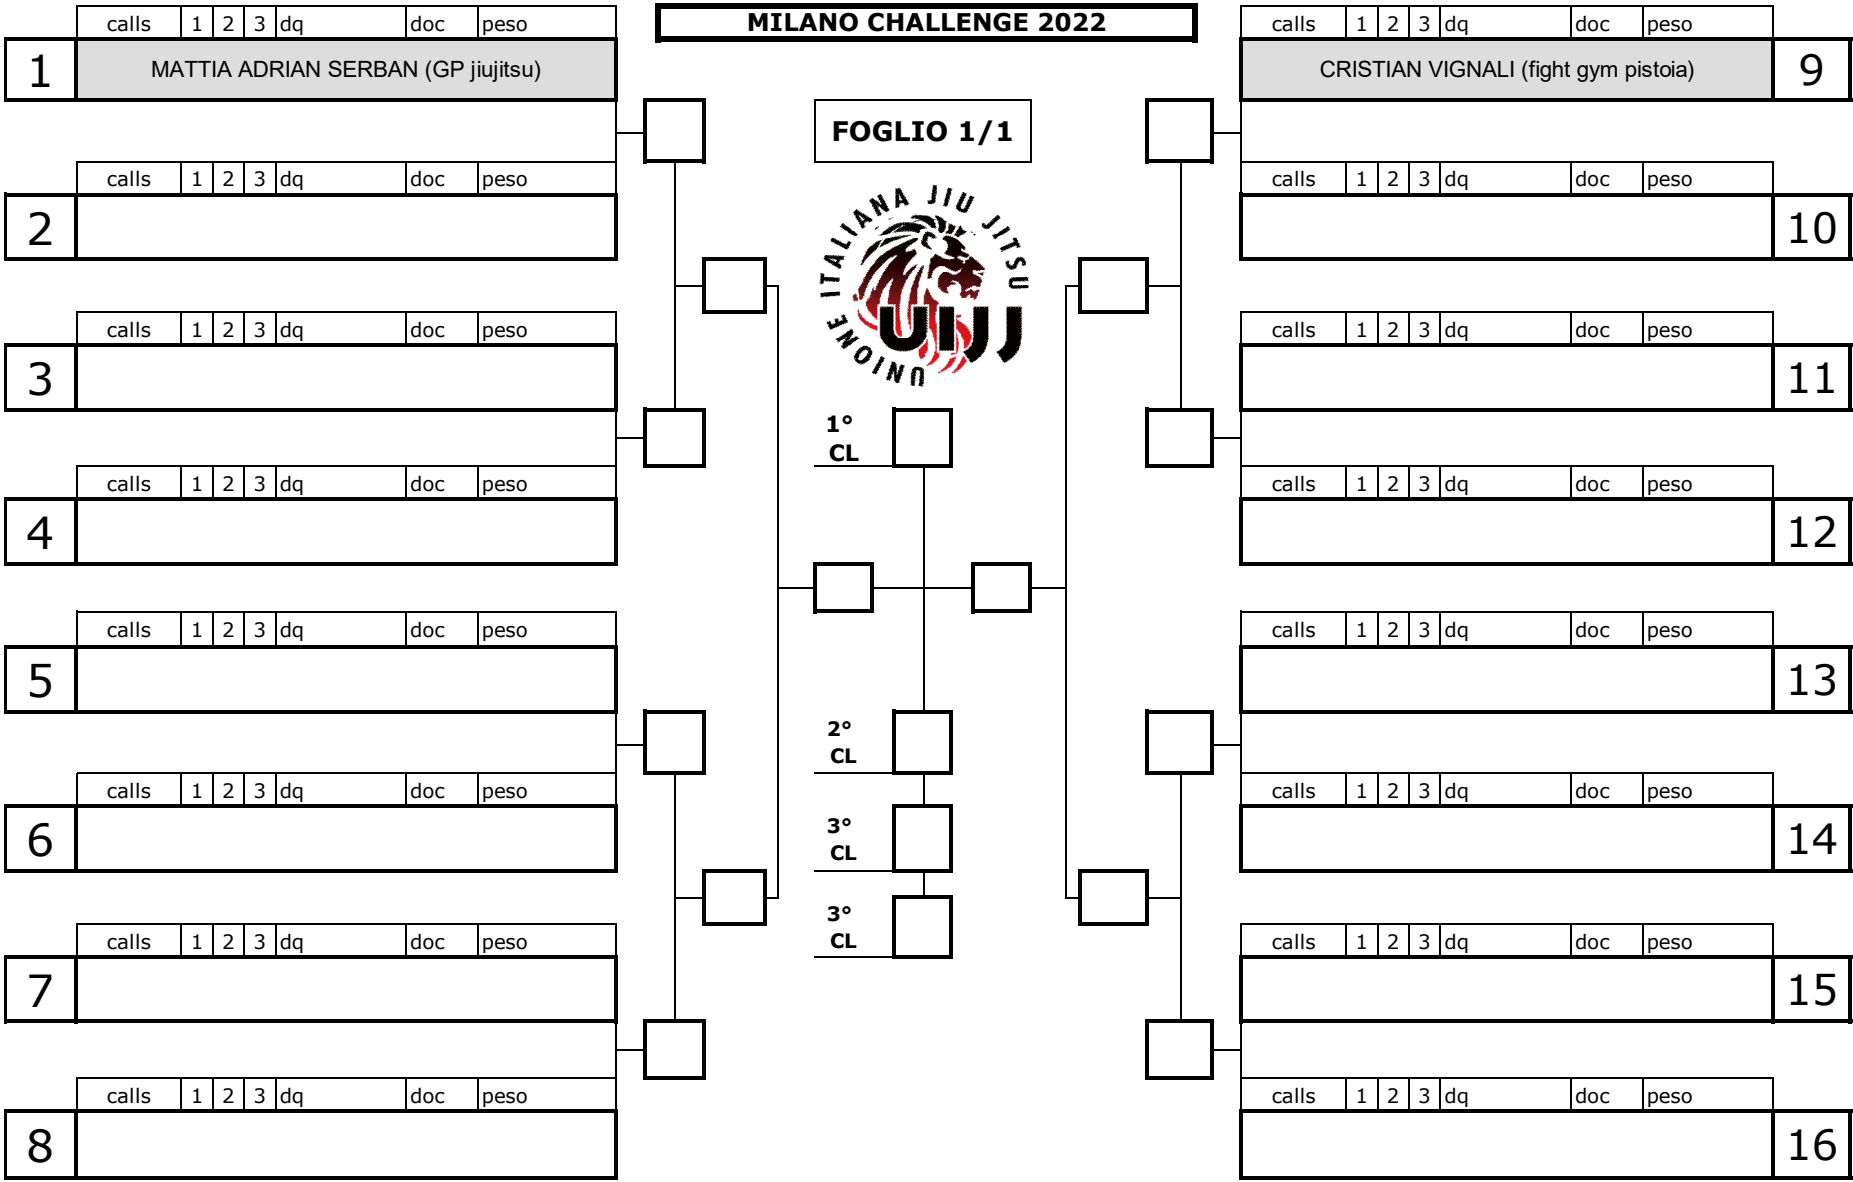 MILANO CHALLENGE 2022
calls 1 2 3 dq doc peso
1 MATTIA ADRIAN SERBAN (GP jiujitsu)
calls 1 2 3 dq doc peso
2
calls 1 2 3 dq doc peso
3
calls 1 2 3 dq doc peso
4
calls 1 2 3 dq doc peso
5
calls 1 2 3 dq doc peso
6
calls 1 2 3 dq doc peso
7
calls 1 2 3 dq doc peso
8
FOGLIO 1/1
UNIONE ITALIANA JIU JITSU
UIJJ
1°
CL
2°
CL
3°
CL
3°
CL
calls 1 2 3 dq doc peso
CRISTIAN VIGNALI (fight gym pistoia) 9
calls 1 2 3 dq doc peso
10
calls 1 2 3 dq doc peso
11
calls 1 2 3 dq doc peso
12
calls 1 2 3 dq doc peso
13
calls 1 2 3 dq doc peso
14
calls 1 2 3 dq doc peso
15
calls 1 2 3 dq doc peso
16